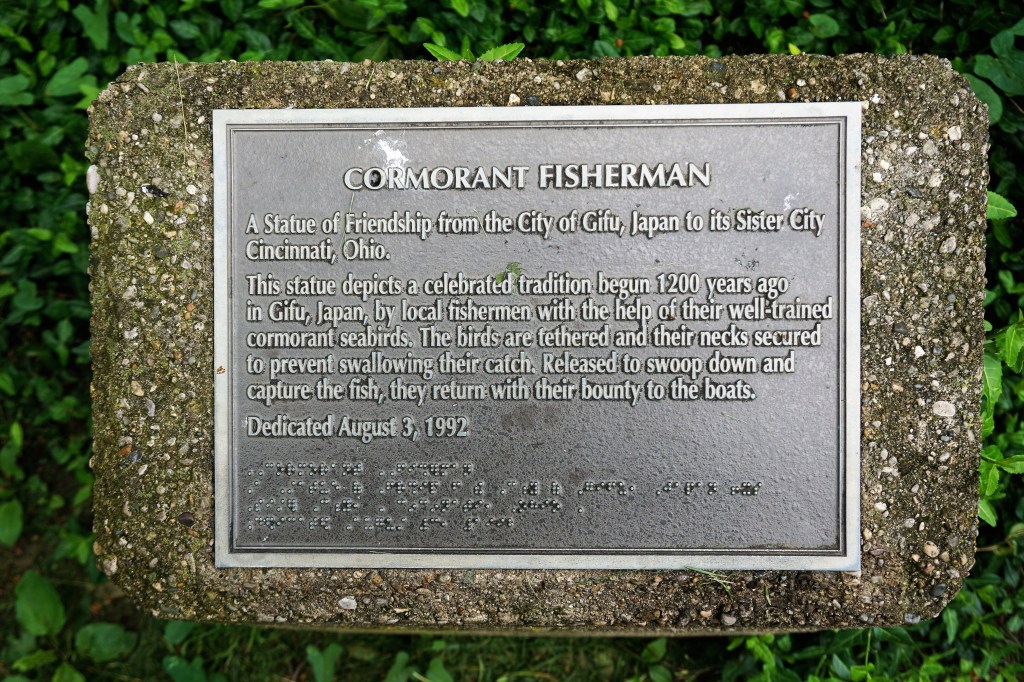 CORMORANT FISHERMAN
A Statue of Friendship from the City of Gifu, Japan to its Sister City
Cincinnati, Ohio.
This statue depicts a celebrated tradition begun 1200 years ago
in Gifu, Japan, by local fishermen with the help of their well-trained
cormorant seabirds. The birds are tethered and their necks secured
to prevent swallowing their catch. Released to swoop down and
capture the fish, they return with their bounty to the boats.
Dedicated August 3, 1992